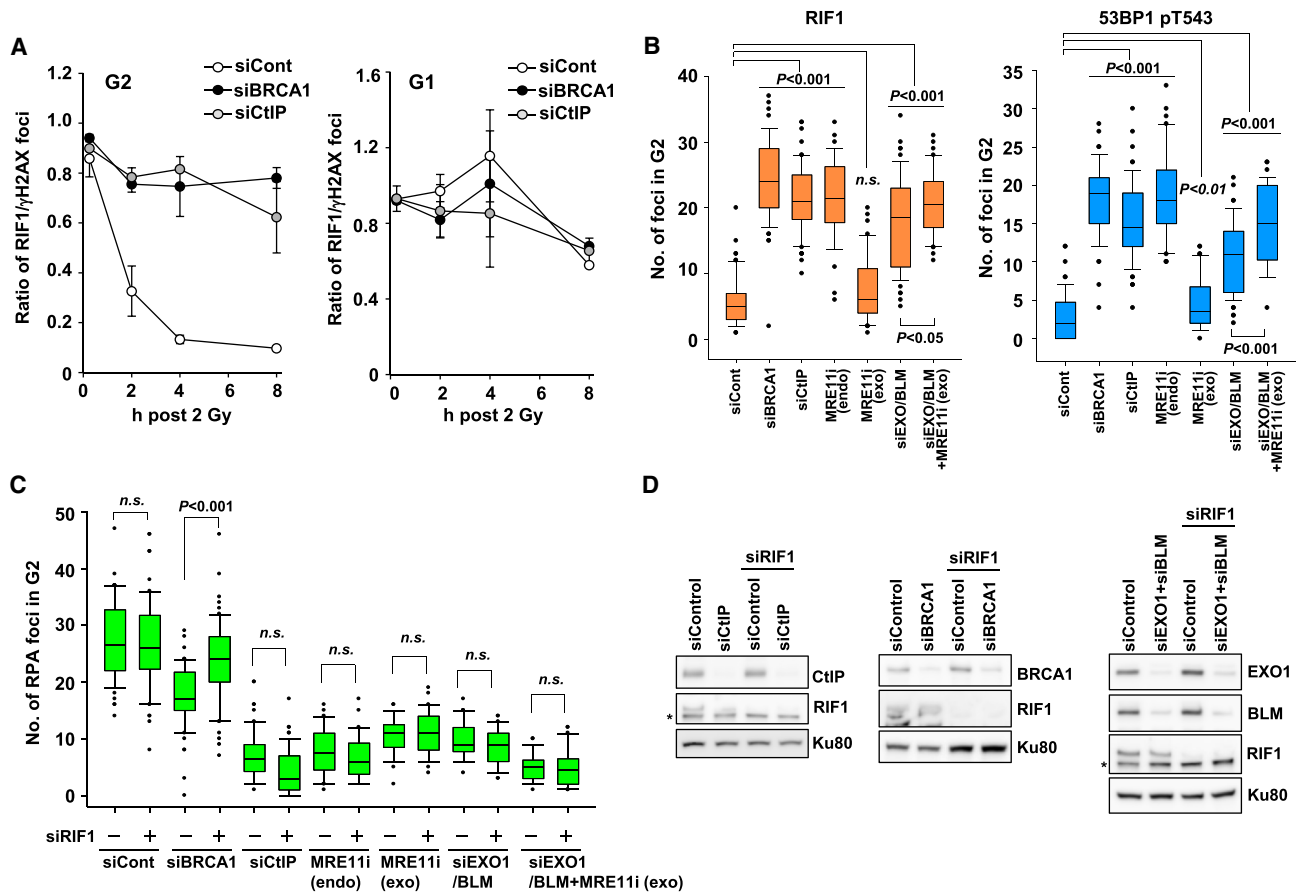 A
G2
siCont
siBRCA1
siCtIP
Ratio of RIF1/γH2AX foci
1.2
1.0
0.8
0.6
0.4
0.2
0
0 2 4 6 8
h post 2 Gy
G1
siCont
siBRCA1
siCtIP
Ratio of RIF1/γH2AX foci
1.6
1.2
0.8
0.4
0
0 2 4 6 8
h post 2 Gy
B
RIF1
No. of foci in G2
40
30
20
10
0
P<0.001
n.s.
P<0.001
P<0.05
siCont
siBRCA1
siCtIP
MRE11i
(endo)
MRE11i
(exo)
siEXO/BLM
siEXO/BLM
+MRE11i (exo)
53BP1 pT543
No. of foci in G2
35
30
25
20
15
10
5
0
P<0.001
P<0.01
P<0.001
P<0.001
siCont
siBRCA1
siCtIP
MRE11i
(endo)
MRE11i
(exo)
siEXO/BLM
siEXO/BLM
+MRE11i (exo)
C
No. of RPA foci in G2
50
40
30
20
10
0
n.s.
P<0.001
n.s.
n.s.
n.s.
n.s.
n.s.
siRIF1 − + − + − + − + − + − + − +
siCont
siBRCA1
siCtIP
MRE11i
(endo)
MRE11i
(exo)
siEXO1
/BLM
siEXO1
/BLM+MRE11i (exo)
D
siRIF1
siControl
siCtIP
siControl
siCtIP
CtIP
RIF1
*
Ku80
siRIF1
siControl
siBRCA1
siControl
siBRCA1
BRCA1
RIF1
Ku80
siRIF1
siControl
siEXO1+siBLM
siControl
siEXO1+siBLM
EXO1
BLM
RIF1
*
Ku80